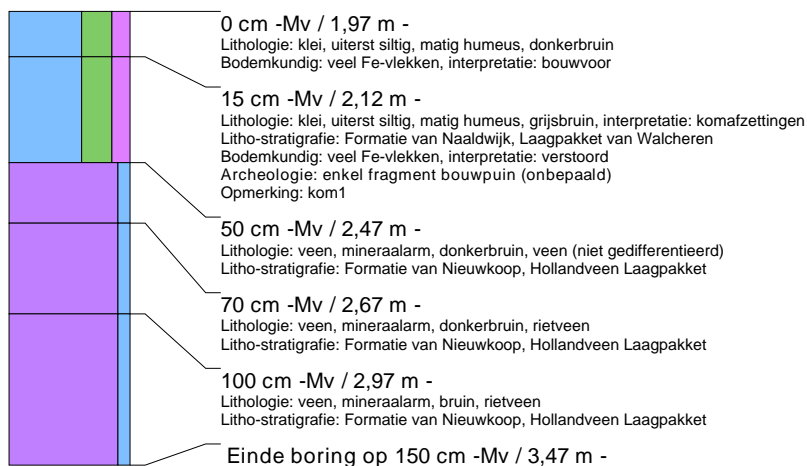 0 cm -Mv / 1,97 m -
Lithologie: klei, uiterst siltig, matig humeus, donkerbruin
Bodemkundig: veel Fe-vlekken, interpretatie: bouwvoor
15 cm -Mv / 2,12 m -
Lithologie: klei, uiterst siltig, matig humeus, grijsbruin, interpretatie: komafzettingen
Litho-stratigrafie: Formatie van Naaldwijk, Laagpakket van Walcheren
Bodemkundig: veel Fe-vlekken, interpretatie: verstoord
Archeologie: enkel fragment bouwpuin (onbepaald)
Opmerking: kom1
50 cm -Mv / 2,47 m -
Lithologie: veen, mineraalarm, donkerbruin, veen (niet gedifferentieerd)
Litho-stratigrafie: Formatie van Nieuwkoop, Hollandveen Laagpakket
70 cm -Mv / 2,67 m -
Lithologie: veen, mineraalarm, donkerbruin, rietveen
Litho-stratigrafie: Formatie van Nieuwkoop, Hollandveen Laagpakket
100 cm -Mv / 2,97 m -
Lithologie: veen, mineraalarm, bruin, rietveen
Litho-stratigrafie: Formatie van Nieuwkoop, Hollandveen Laagpakket
Einde boring op 150 cm -Mv / 3,47 m -